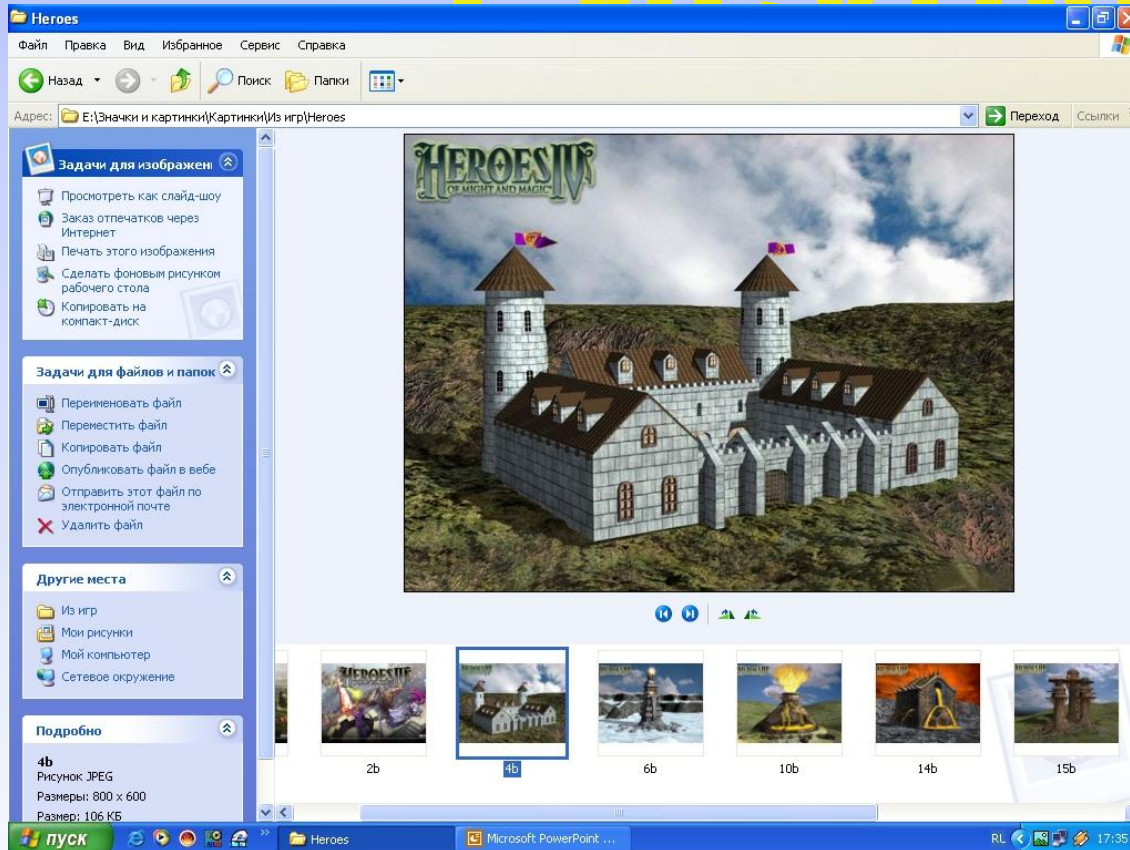 Heroes
Файл Правка Вид Избранное Сервис Справка
Назад Поиск Папки
Адрес: E:\Значки и картинки\Картинки\Из игр\Heroes Переход Ссылки
Задачи для изображени
Просмотреть как слайд-шоу
Заказ отпечатков через
Интернет
Печать этого изображения
Сделать фоновым рисунком
рабочего стола
Копировать на
компакт-диск
Задачи для файлов и папок
Переименовать файл
Переместить файл
Копировать файл
Опубликовать файл в вебе
Отправить этот файл по
электронной почте
Удалить файл
Другие места
Из игр
Мои рисунки
Мой компьютер
Сетевое окружение
Подробно
4b
Рисунок JPEG
Размеры: 800 x 600
Размер: 106 КБ
HEROES IV
OF MIGHT AND MAGIC
HEROES IV
2b 4b 6b 10b 14b 15b
пуск Heroes Microsoft PowerPoint ... RL 17:35